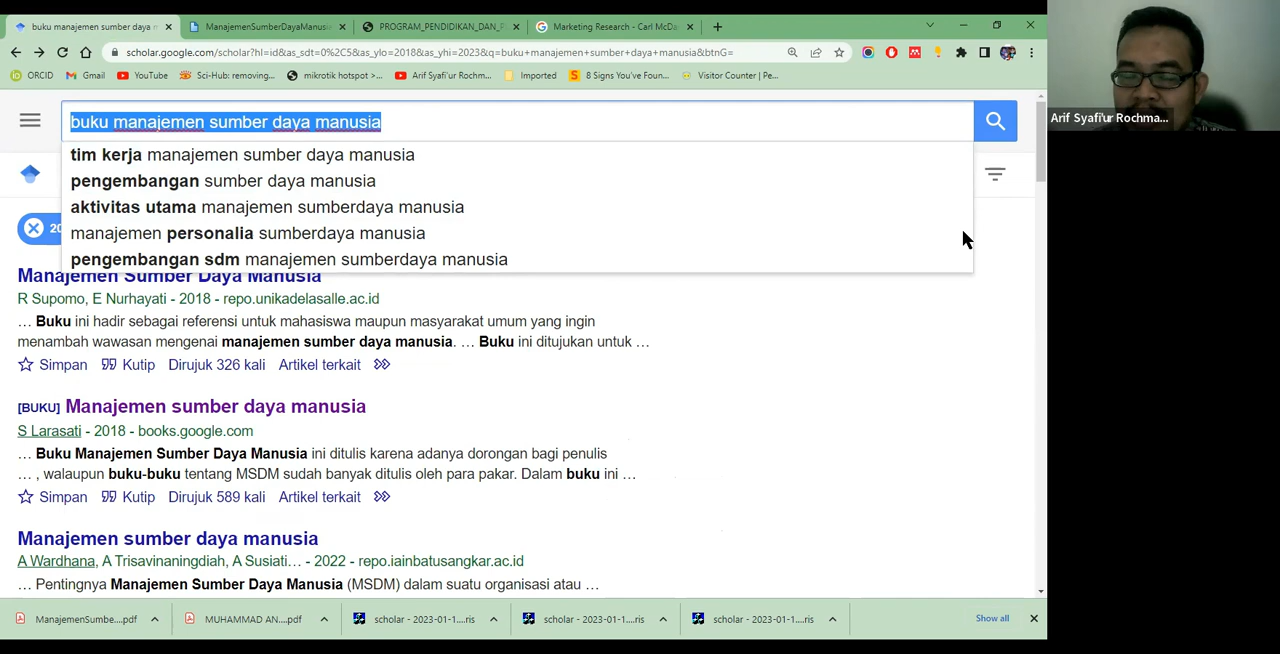 buku manajemen sumber daya m
ManajemenSumberDayaManusi
PROGRAM_PENDIDIKAN_DAN_P
Marketing Research - Carl McDa
scholar.google.com/scholar?hl=id&as_sdt=0%2C5&as_ylo=2018&as_yhi=2023&q=buku+manajemen+sumber+daya+manusia&btnG=
ORCID
Gmail
YouTube
Sci-Hub: removing...
mikrotik hotspot >...
Arif Syafi'ur Rochm...
Imported
8 Signs You've Foun...
Visitor Counter | Pe...
buku manajemen sumber daya manusia
tim kerja manajemen sumber daya manusia
pengembangan sumber daya manusia
aktivitas utama manajemen sumberdaya manusia
20
manajemen personalia sumberdaya manusia
pengembangan sdm manajemen sumberdaya manusia
Manajemen Sumber Daya Manusia
R Supomo, E Nurhayati - 2018 - repo.unikadelasalle.ac.id
... Buku ini hadir sebagai referensi untuk mahasiswa maupun masyarakat umum yang ingin
menambah wawasan mengenai manajemen sumber daya manusia. ... Buku ini ditujukan untuk ...
Simpan Kutip Dirujuk 326 kali Artikel terkait
[BUKU] Manajemen sumber daya manusia
S Larasati - 2018 - books.google.com
... Buku Manajemen Sumber Daya Manusia ini ditulis karena adanya dorongan bagi penulis
... , walaupun buku-buku tentang MSDM sudah banyak ditulis oleh para pakar. Dalam buku ini ...
Simpan Kutip Dirujuk 589 kali Artikel terkait
Manajemen sumber daya manusia
A Wardhana, A Trisavinaningdiah, A Susiati... - 2022 - repo.iainbatusangkar.ac.id
... Pentingnya Manajemen Sumber Daya Manusia (MSDM) dalam suatu organisasi atau ...
ManajemenSumbe....pdf
MUHAMMAD AN....pdf
scholar - 2023-01-1....ris
scholar - 2023-01-1....ris
scholar - 2023-01-1....ris
Show all
Arif Syafi'ur Rochma...